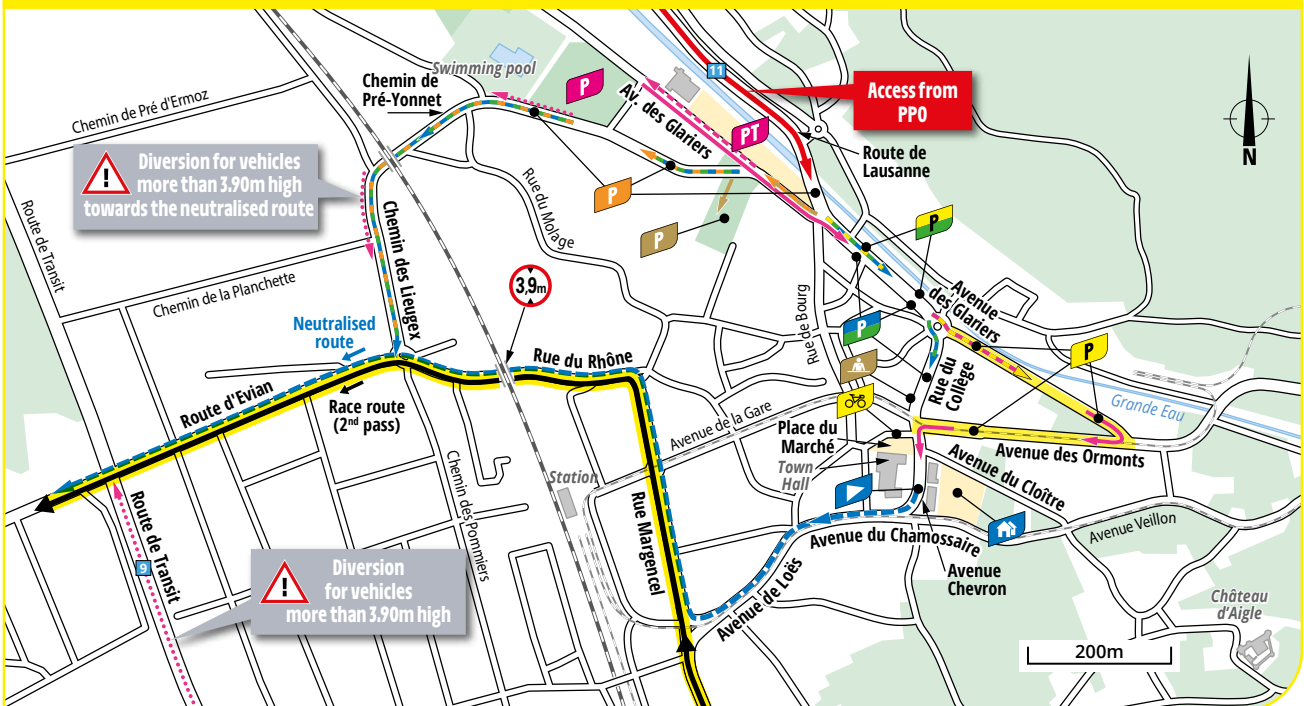 Swimming pool
Chemin de
Pré-Yonnet
P
11
Access from
PP0
Av. des Glariers
PT
Chemin de Pré d'Ermoz
Route de
Lausanne
N
!
Diversion for vehicles
more than 3.90m high
towards the neutralised route
Route de Transit
Chemin des Lieugex
Rue du Molage
P
P
P
Chemin de la Planchette
3,9m
Rue de Bourg
Avenue
des Glariers
Neutralised
route
P
P
Rue du Rhône
Rue du
Collège
Route d'Evian
Race route
(2nd pass)
Grande Eau
Avenue de la Gare
Place du
Marché
Avenue des Ormonts
Town
Hall
Avenue du Cloître
Station
Chemin des Pommiers
Rue Margencel
Route de Transit
Avenue du Chamossaire
Avenue Veillon
9
!
Diversion
for vehicles
more than 3.90m high
Avenue de Loës
Avenue
Chevron
Château
d'Aigle
200m